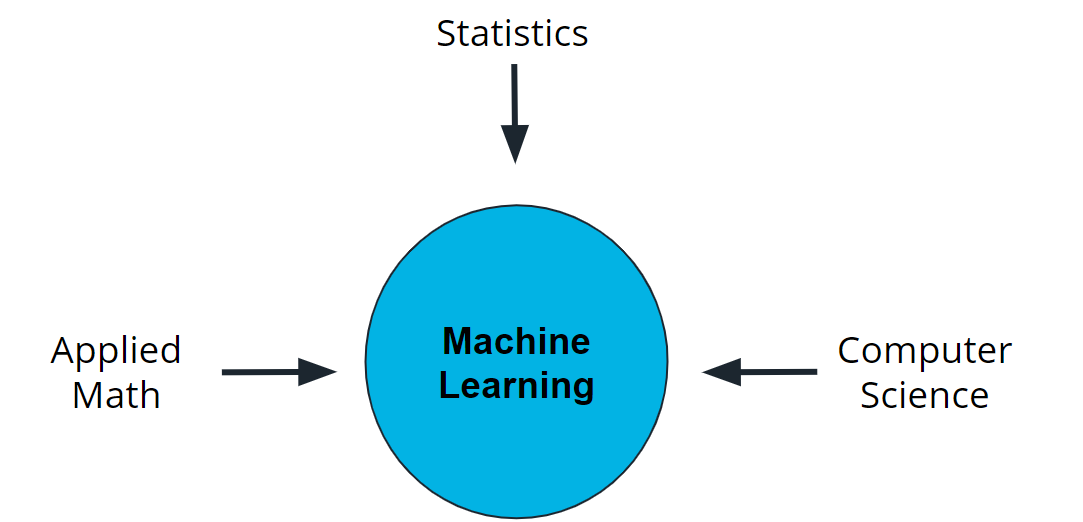 Statistics
Applied
Math
Machine
Learning
Computer
Science